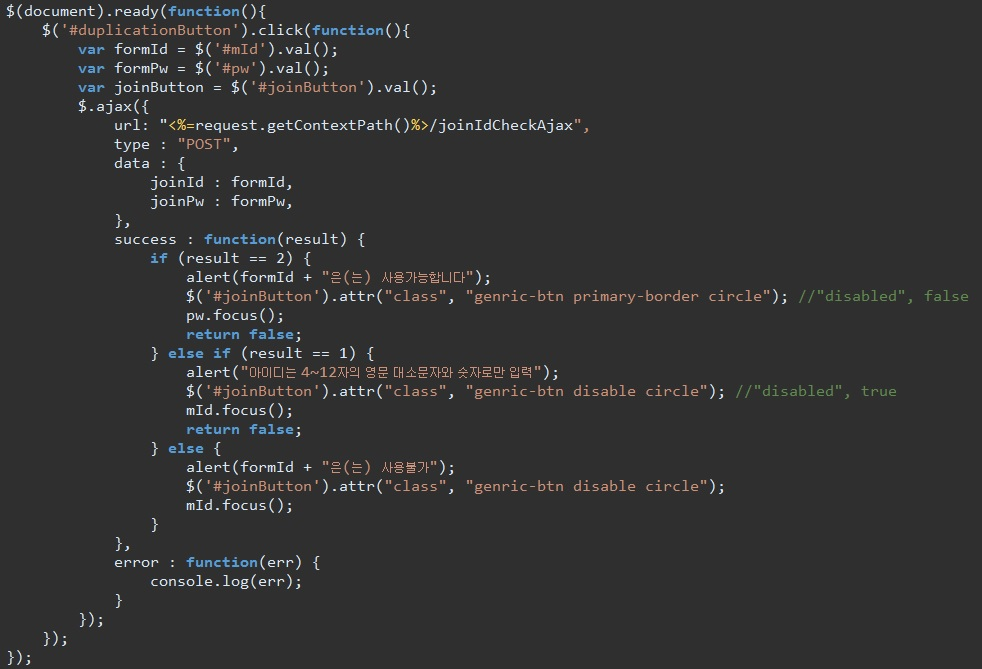 $(document).ready(function(){
    $('#duplicationButton').click(function(){
        var formId = $('#mId').val();
        var formPw = $('#pw').val();
        var joinButton = $('#joinButton').val();
        $.ajax({
            url: "<%=request.getContextPath()%>/joinIdCheckAjax",
            type : "POST",
            data : {
                joinId : formId,
                joinPw : formPw,
            },
            success : function(result) {
                if (result == 2) {
                    alert(formId + "은(는) 사용가능합니다");
                    $('#joinButton').attr("class", "genric-btn primary-border circle"); //"disabled", false
                    pw.focus();
                    return false;
                } else if (result == 1) {
                    alert("아이디는 4~12자의 영문 대소문자와 숫자로만 입력");
                    $('#joinButton').attr("class", "genric-btn disable circle"); //"disabled", true
                    mId.focus();
                    return false;
                } else {
                    alert(formId + "은(는) 사용불가");
                    $('#joinButton').attr("class", "genric-btn disable circle");
                    mId.focus();
                }
            },
            error : function(err) {
                console.log(err);
            }
        });
    });
});